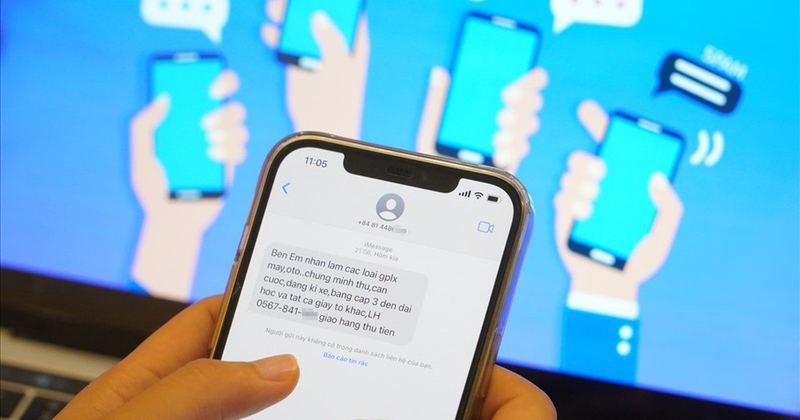 SPAM
11:05
+84 81 448
iMessage
21:06, Hôm kia
Ben Em nhan lam cac loai gplx
may,oto..chung minh thu,can
cuoc,dang ki xe,bang cap 3 den dai
hoc va tat ca giay to khac,LH
0567-841- giao hang thu tien
Người gửi này không có trong danh sách liên hệ của bạn.
Báo cáo tin rác